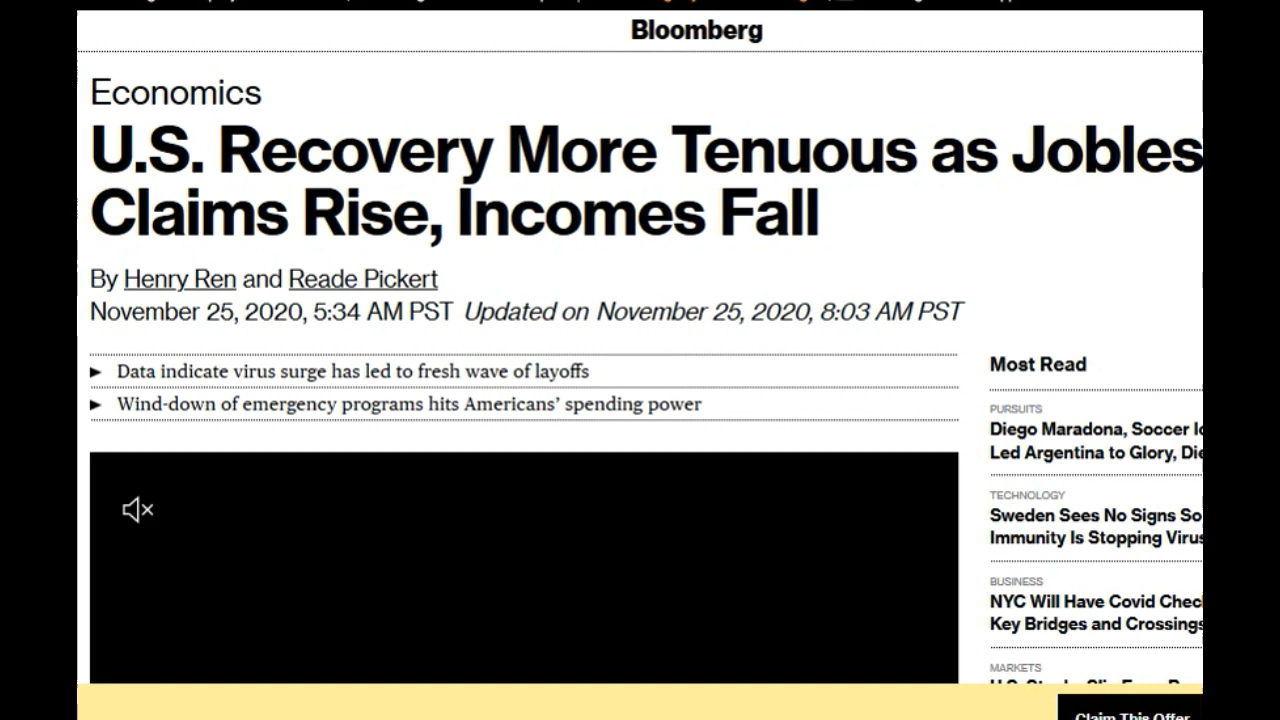 Bloomberg
Economics
U.S. Recovery More Tenuous as Jobles
Claims Rise, Incomes Fall
By Henry Ren and Reade Pickert
November 25, 2020, 5:34 AM PST Updated on November 25, 2020, 8:03 AM PST
► Data indicate virus surge has led to fresh wave of layoffs
► Wind-down of emergency programs hits Americans' spending power
Most Read
PURSUITS
Diego Maradona, Soccer
Led Argentina to Glory,
TECHNOLOGY
Sweden Sees No Signs So
Immunity Is Stopping Virus
BUSINESS
NYC Will Have Covid
Key Bridges and Crossings
MARKETS
Claim This Offer